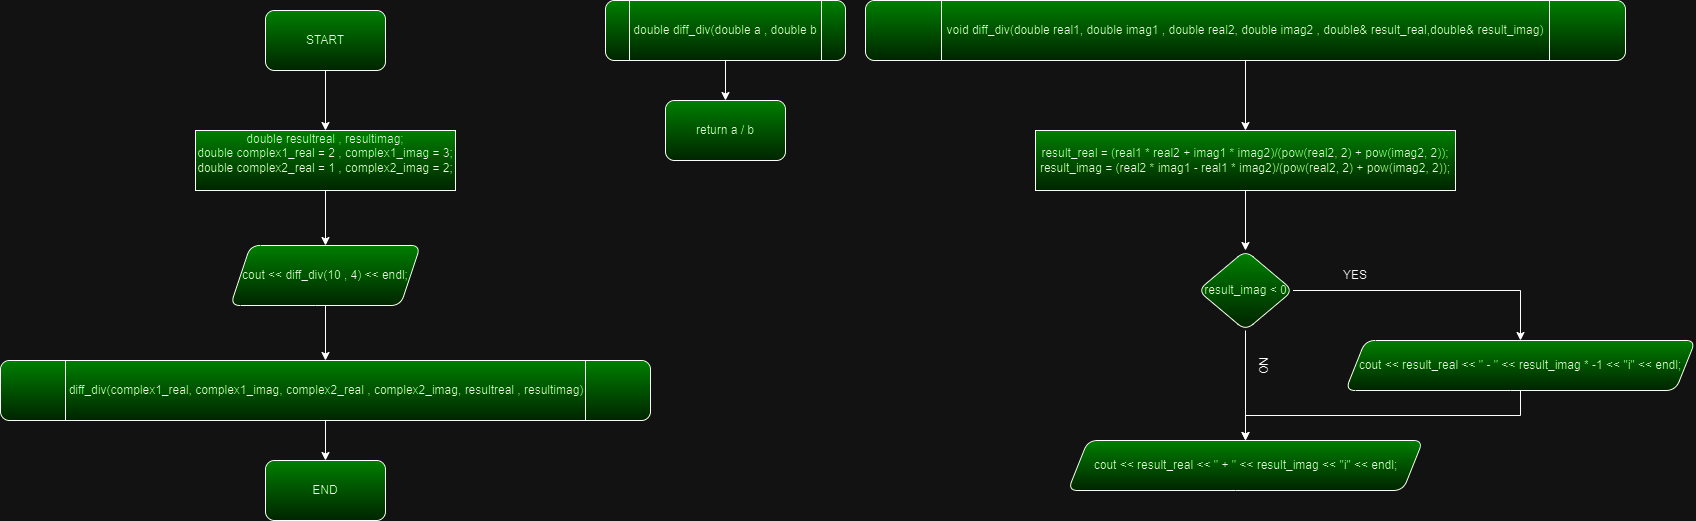 START
double resultreal , resultimag;
double complex1_real = 2 , complex1_imag = 3;
double complex2_real = 1 , complex2_imag = 2;
cout << diff_div(10 , 4) << endl;
diff_div(complex1_real, complex1_imag, complex2_real , complex2_imag, resultreal , resultimag)
END
double diff_div(double a , double b
return a / b
void diff_div(double real1, double imag1 , double real2, double imag2 , double& result_real,double& result_imag)
result_real = (real1 * real2 + imag1 * imag2)/(pow(real2, 2) + pow(imag2, 2));
result_imag = (real2 * imag1 - real1 * imag2)/(pow(real2, 2) + pow(imag2, 2));
result_imag < 0
YES
NO
cout << result_real << " - " << result_imag * -1 << "i" << endl;
cout << result_real << " + " << result_imag << "i" << endl;